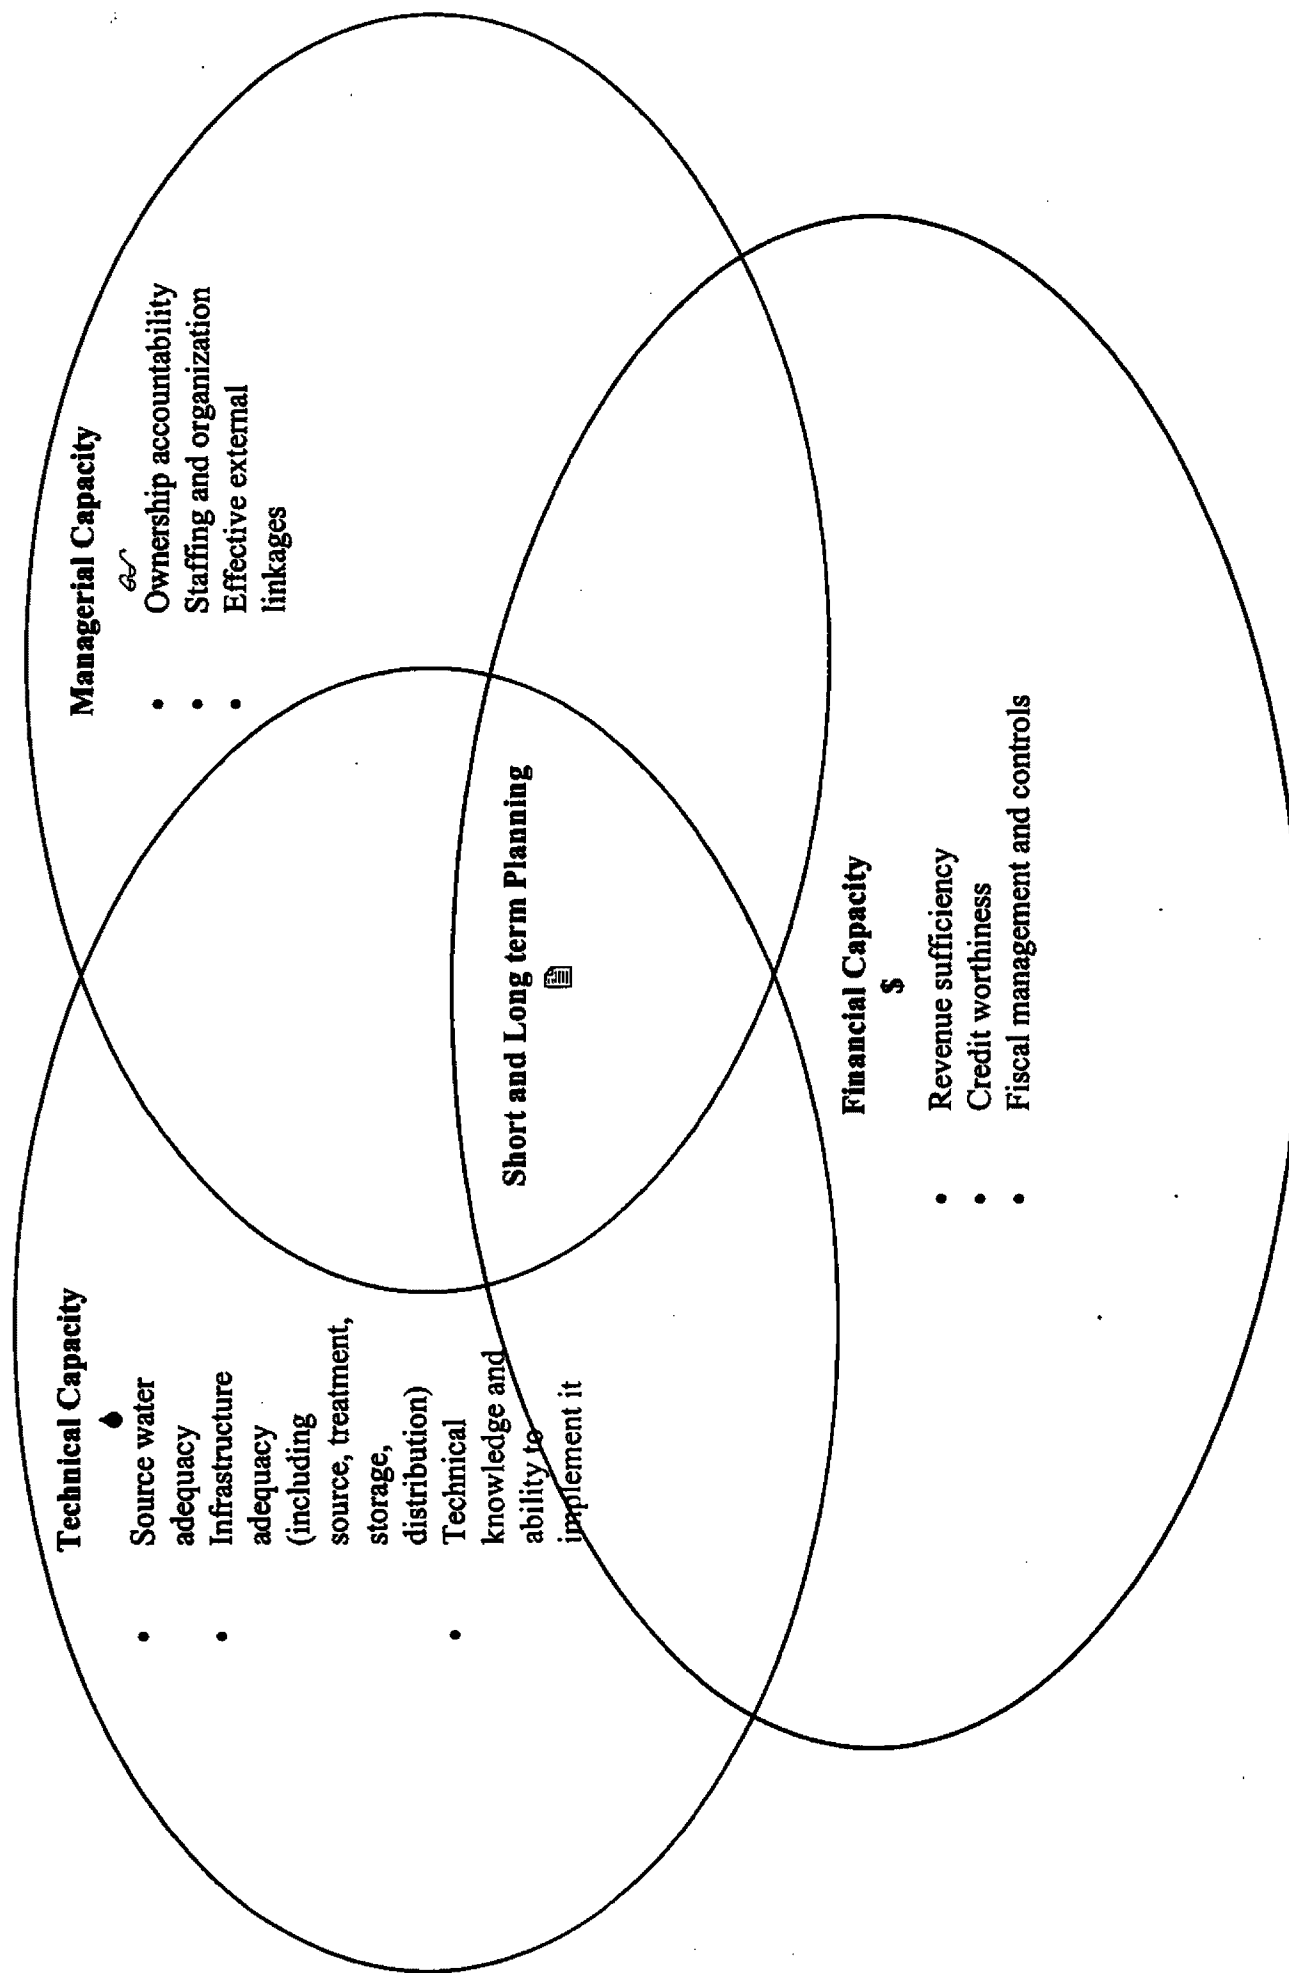 Technical Capacity
• Source water
adequacy
• Infrastructure
adequacy
(including
source, treatment,
storage,
distribution)
• Technical
knowledge and
ability to
implement it
Managerial Capacity
• Ownership accountability
• Staffing and organization
• Effective external
linkages
Short and Long term Planning
Financial Capacity
$
• Revenue sufficiency
• Credit worthiness
• Fiscal management and controls